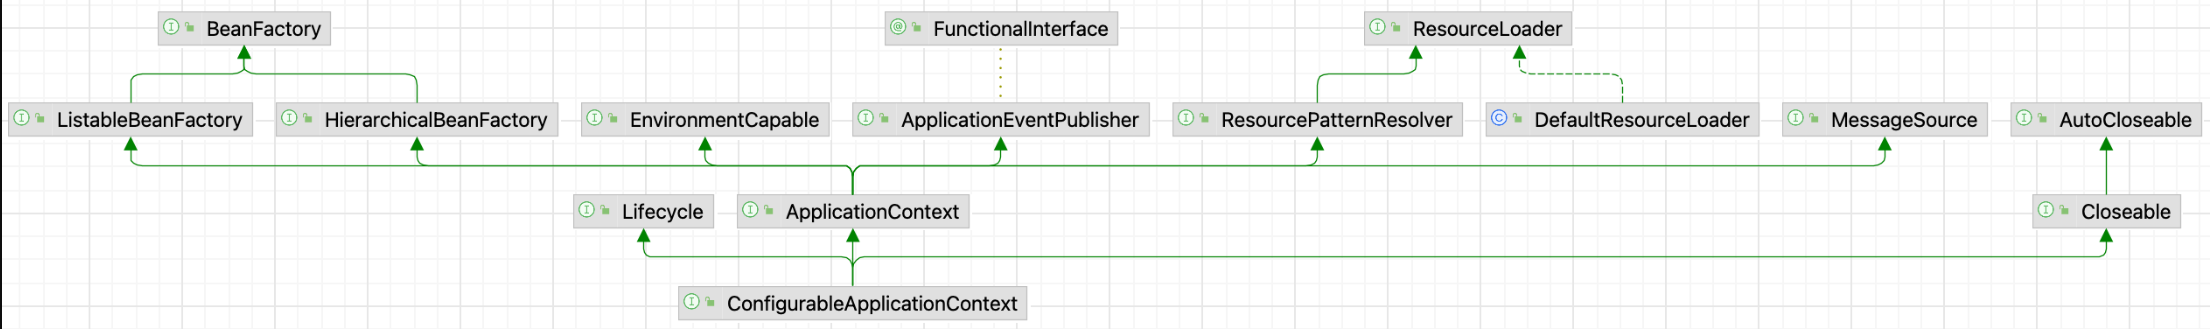 BeanFactory
FunctionalInterface
ResourceLoader
ListableBeanFactory
HierarchicalBeanFactory
EnvironmentCapable
ApplicationEventPublisher
ResourcePatternResolver
DefaultResourceLoader
MessageSource
AutoCloseable
Lifecycle
ApplicationContext
Closeable
ConfigurableApplicationContext